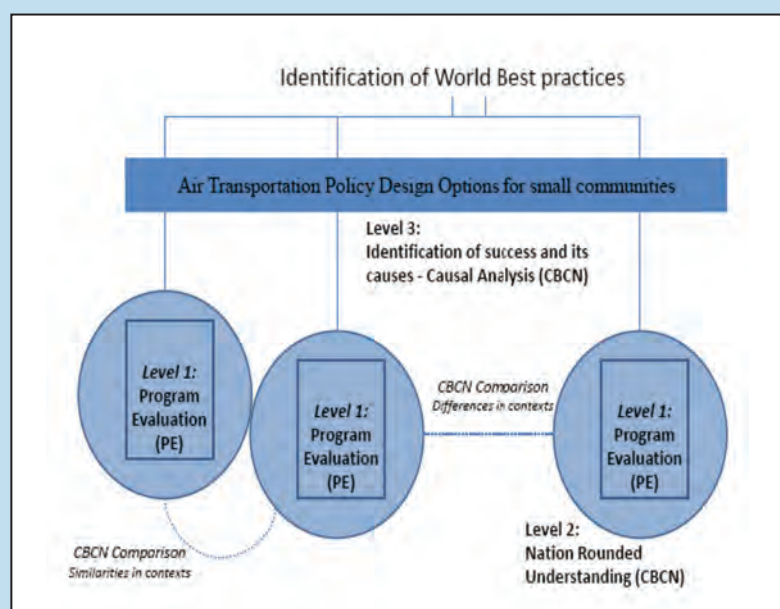 Identification of World Best practices
Air Transportation Policy Design Options for small communities
Level 3:
Identification of success and its
causes - Causal Analysis (CBCN)
Level 1:
Program
Evaluation
(PE)
Level 1:
Program
Evaluation
(PE)
CBCN Comparison
Differences in contexts
Level 1:
Program
Evaluation
(PE)
CBCN Comparison
Similarities in contexts
Level 2:
Nation Rounded
Understanding (CBCN)